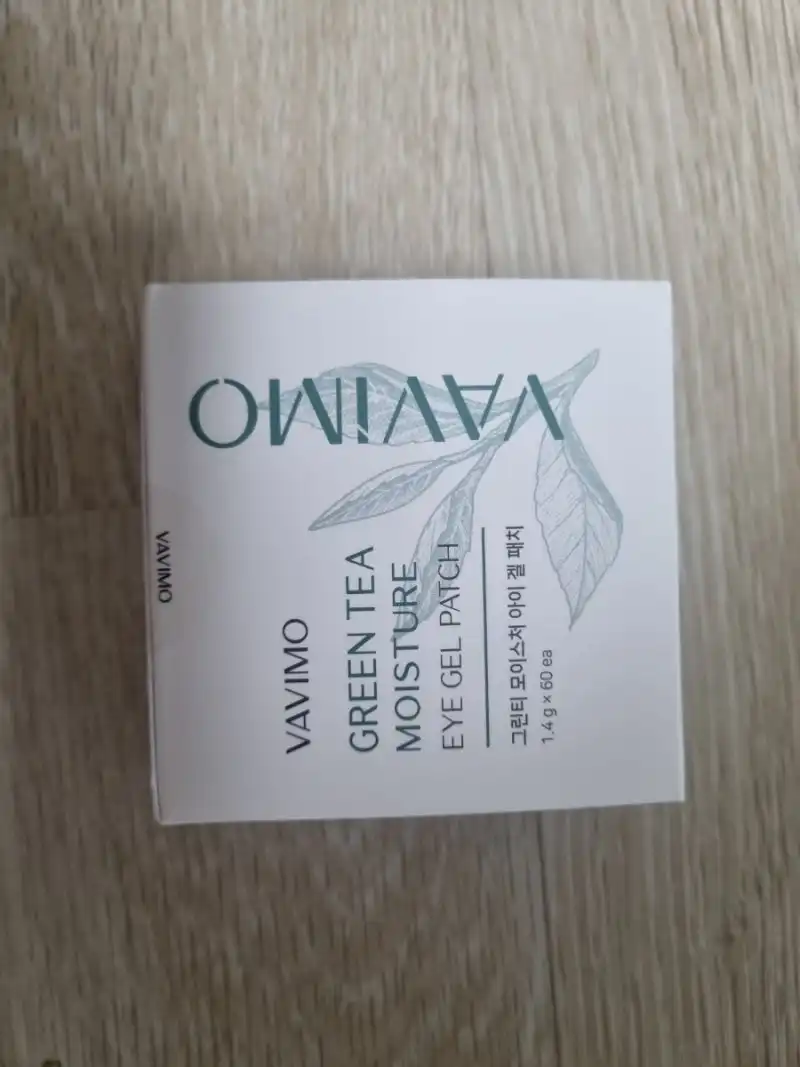 VAVIMO
VAVIMO
GREEN TEA
MOISTURE
EYE GEL PATCH
그린티 모이스처 아이 겔 패치
1.4 g × 60 ea
VAVIMO